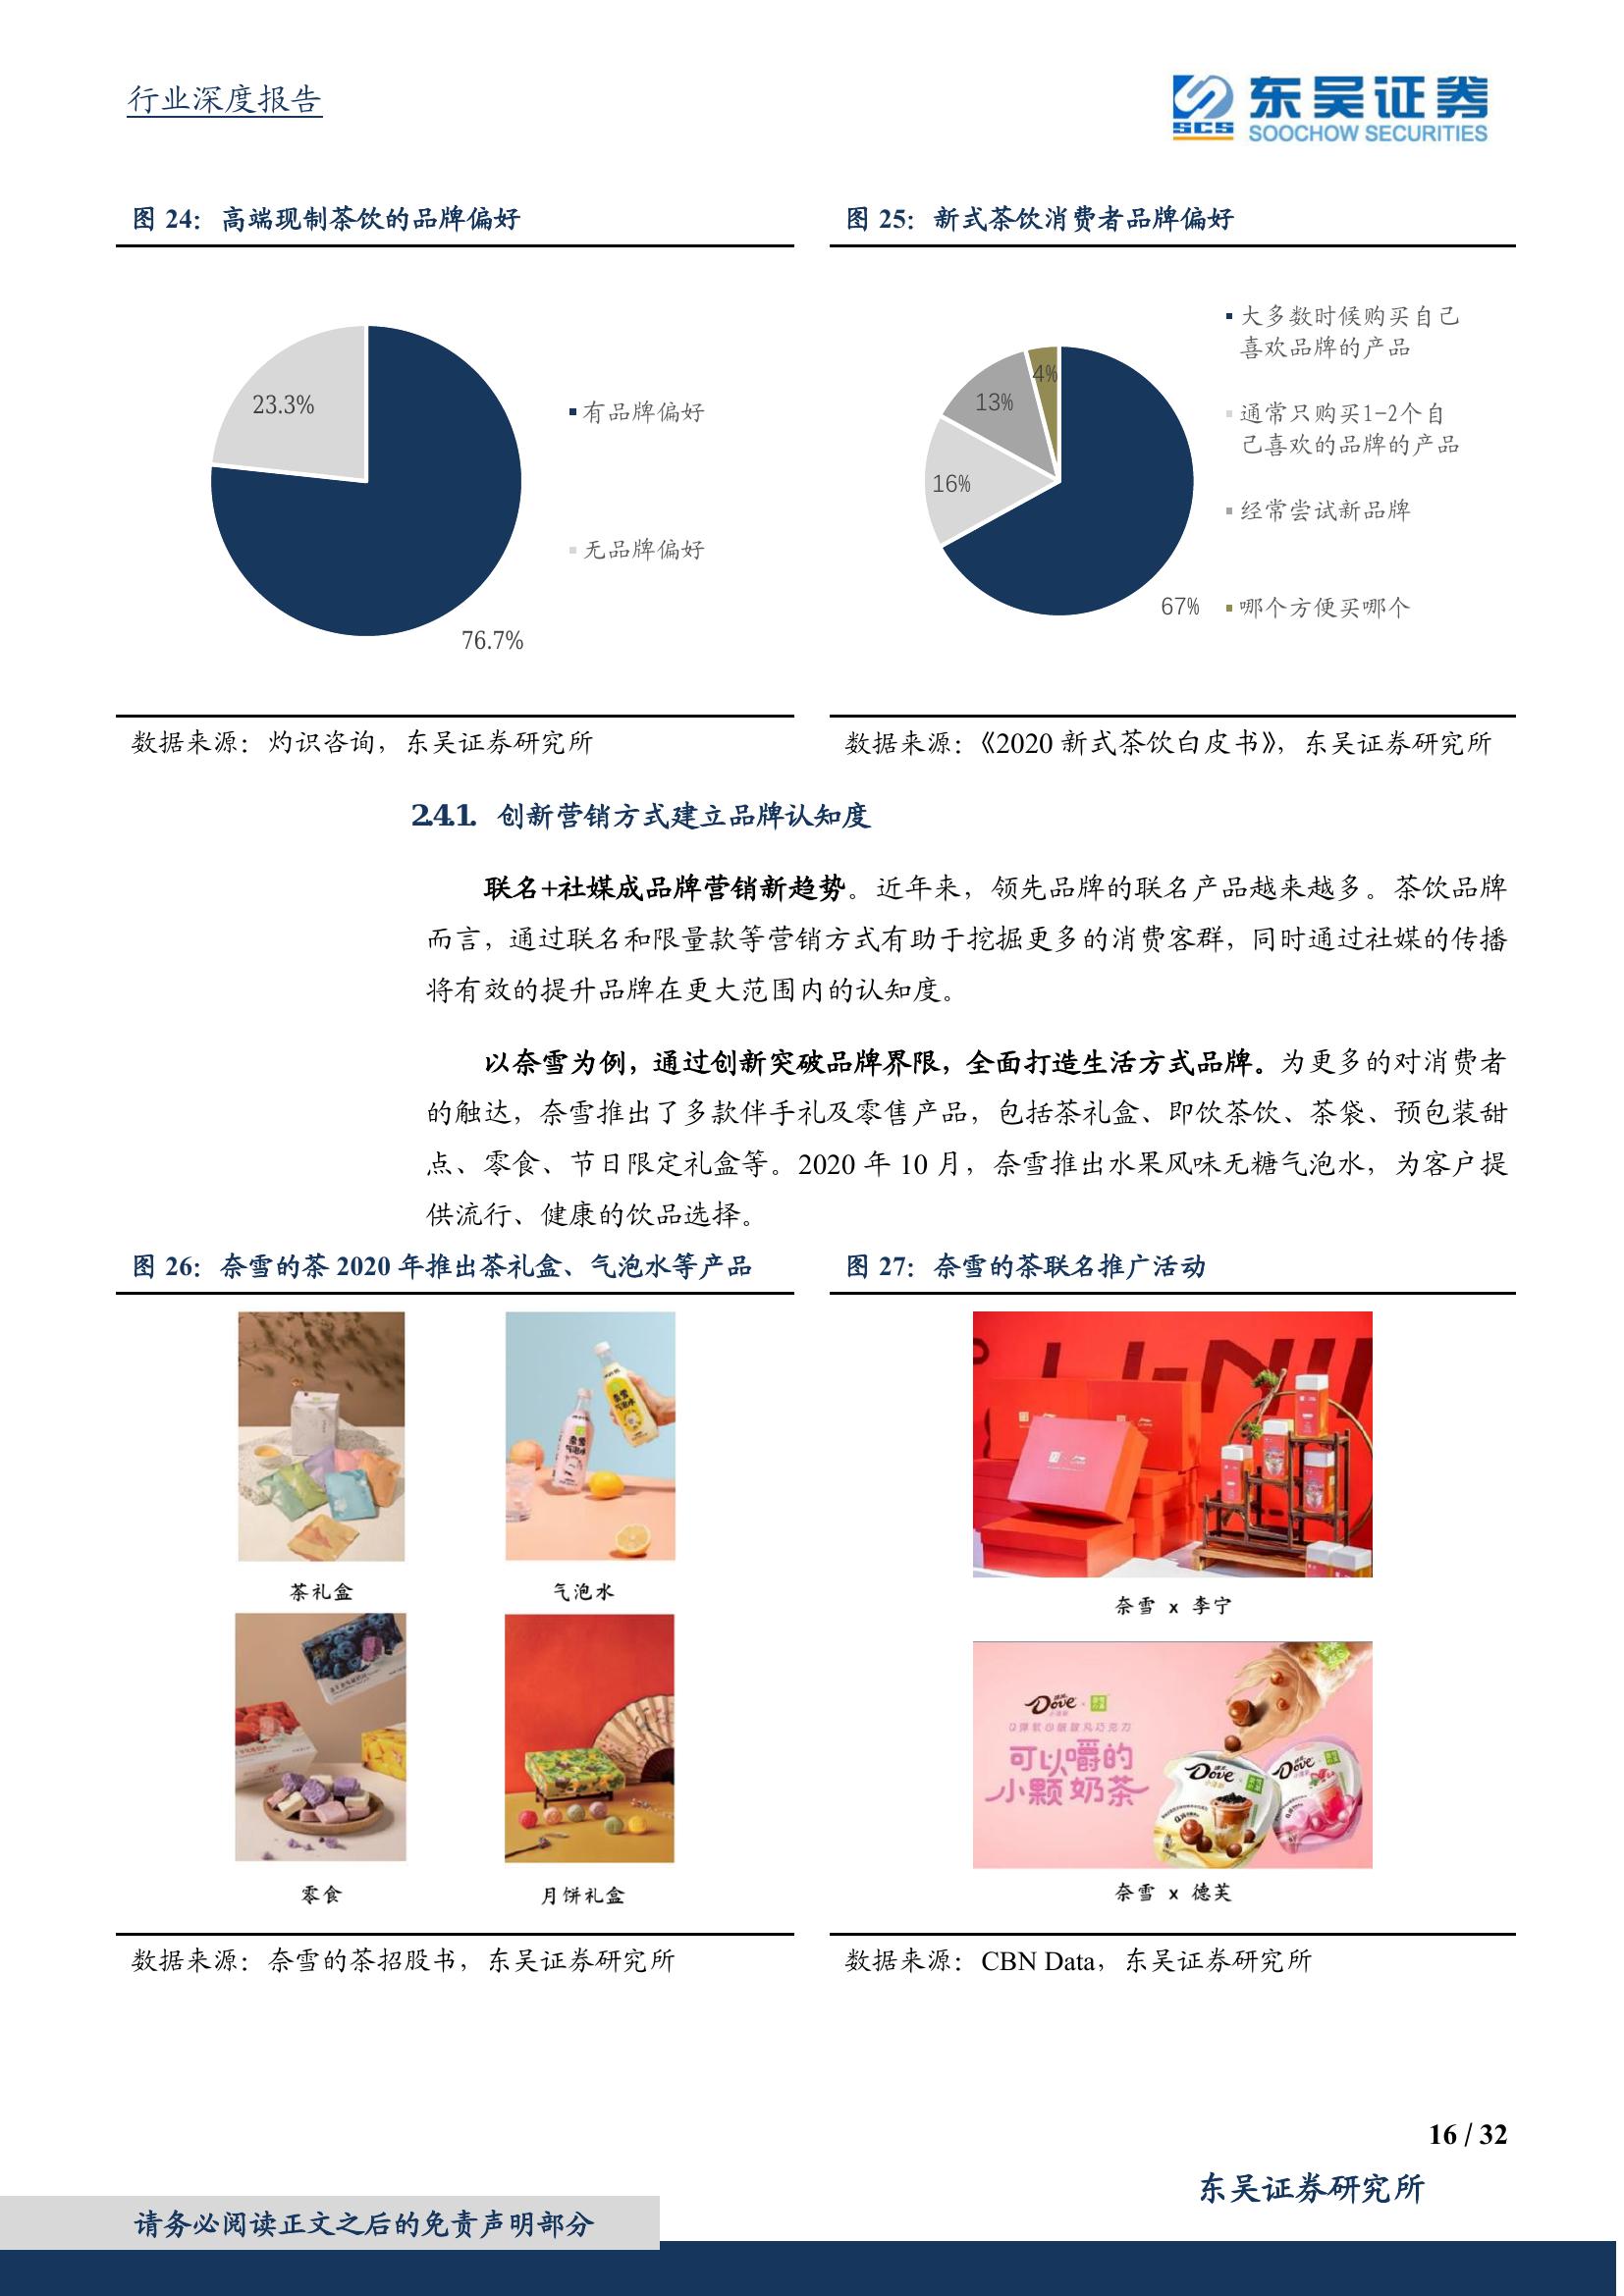 行业深度报告
东吴证券
SCS
SOOCHOW SECURITIES
图 24：高端现制茶饮的品牌偏好
23.3%
76.7%
有品牌偏好
无品牌偏好
数据来源：灼识咨询，东吴证券研究所
图 25：新式茶饮消费者品牌偏好
4%
13%
16%
67%
大多数时候购买自己
喜欢品牌的产品
通常只购买1-2个自
己喜欢的品牌的产品
经常尝试新品牌
哪个方便买哪个
数据来源：《2020 新式茶饮白皮书》，东吴证券研究所
2.4.1. 创新营销方式建立品牌认知度
联名+社媒成品牌营销新趋势。近年来，领先品牌的联名产品越来越多。茶饮品牌
而言，通过联名和限量款等营销方式有助于挖掘更多的消费客群，同时通过社媒的传播
将有效的提升品牌在更大范围内的认知度。
以奈雪为例，通过创新突破品牌界限，全面打造生活方式品牌。为更多的对消费者
的触达，奈雪推出了多款伴手礼及零售产品，包括茶礼盒、即饮茶饮、茶袋、预包装甜
点、零食、节日限定礼盒等。2020 年 10 月，奈雪推出水果风味无糖气泡水，为客户提
供流行、健康的饮品选择。
图 26：奈雪的茶 2020 年推出茶礼盒、气泡水等产品
奈雪
气泡水
奈雪
气泡水
茶礼盒
气泡水
零食
月饼礼盒
数据来源：奈雪的茶招股书，东吴证券研究所
图 27：奈雪的茶联名推广活动
LI-NIN
奈雪 x 李宁
Dove
可以嚼的
小颗奶茶
Dove
Dove
奈雪 x 德芙
数据来源：CBN Data，东吴证券研究所
16 / 32
东吴证券研究所
请务必阅读正文之后的免责声明部分